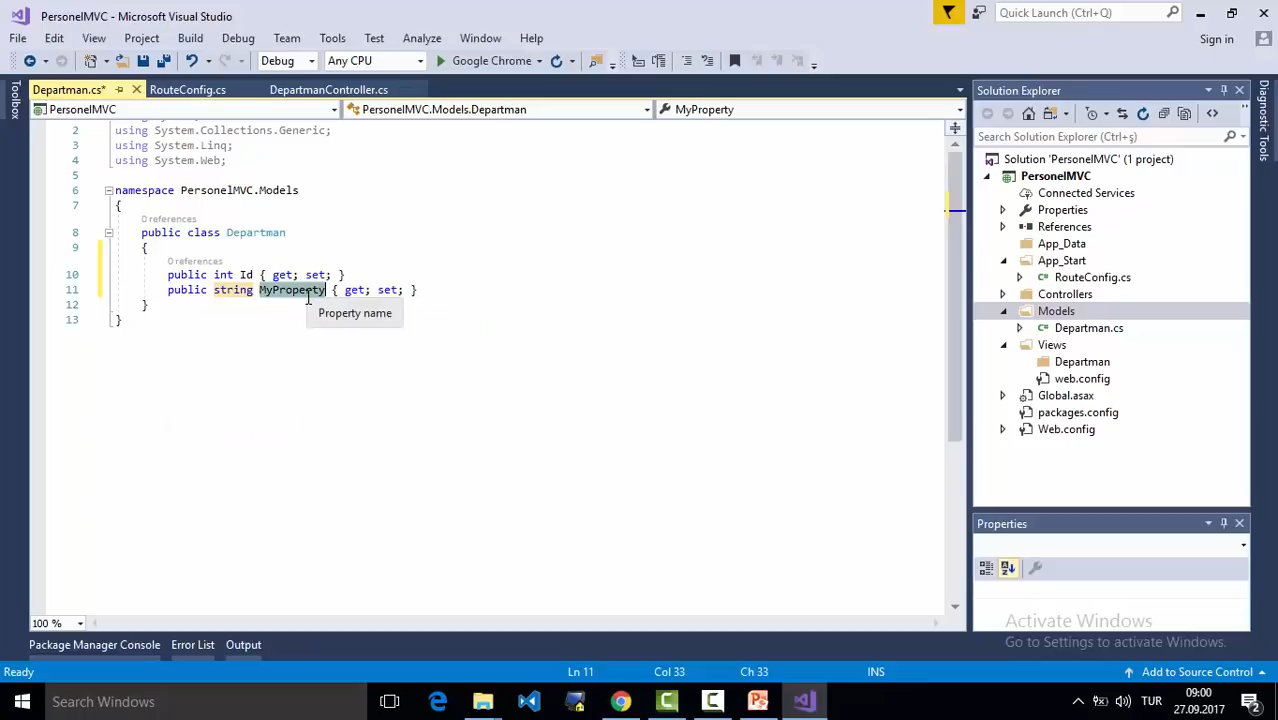 PersonelMVC - Microsoft Visual Studio
Quick Launch (Ctrl+Q)
File Edit View Project Build Debug Team Tools Test Analyze Window Help
Sign in
Debug Any CPU Google Chrome
Departman.cs* RouteConfig.cs DepartmanController.cs
PersonelMVC PersonelMVC.Models.Departman MyProperty
Toolbox
2 using System.Collections.Generic;
3 using System.Linq;
4 using System.Web;
5
6 namespace PersonelMVC.Models
7 {
0 references
8 public class Departman
9 {
0 references
10 public int Id { get; set; }
11 public string MyProperty { get; set; }
12 }
13 }
Property name
100 %
Solution Explorer
Search Solution Explorer (Ctrl+ş)
Solution 'PersonelMVC' (1 project)
PersonelMVC
Connected Services
Properties
References
App_Data
App_Start
RouteConfig.cs
Controllers
Models
Departman.cs
Views
Departman
web.config
Global.asax
packages.config
Web.config
Diagnostic Tools
Properties
Activate Windows
Go to Settings to activate Windows.
Package Manager Console Error List Output
Ready Ln 11 Col 33 Ch 33 INS Add to Source Control
Search Windows
TUR
09:00
27.09.2017
2